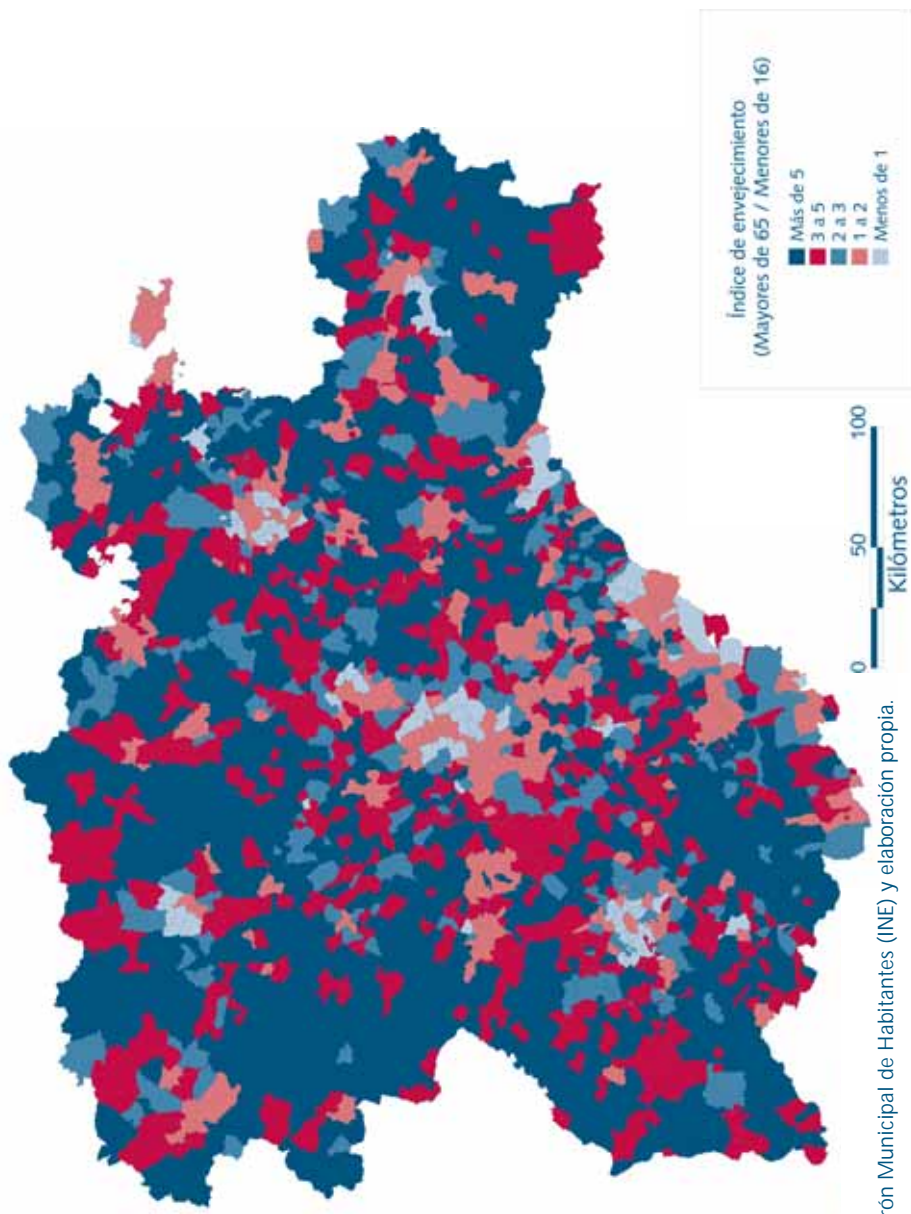 Índice de envejecimiento
(Mayores de 65 / Menores de 16)
Más de 5
3 a 5
2 a 3
1 a 2
Menos de 1
0 50 100
Kilómetros
rón Municipal de Habitantes (INE) y elaboración propia.